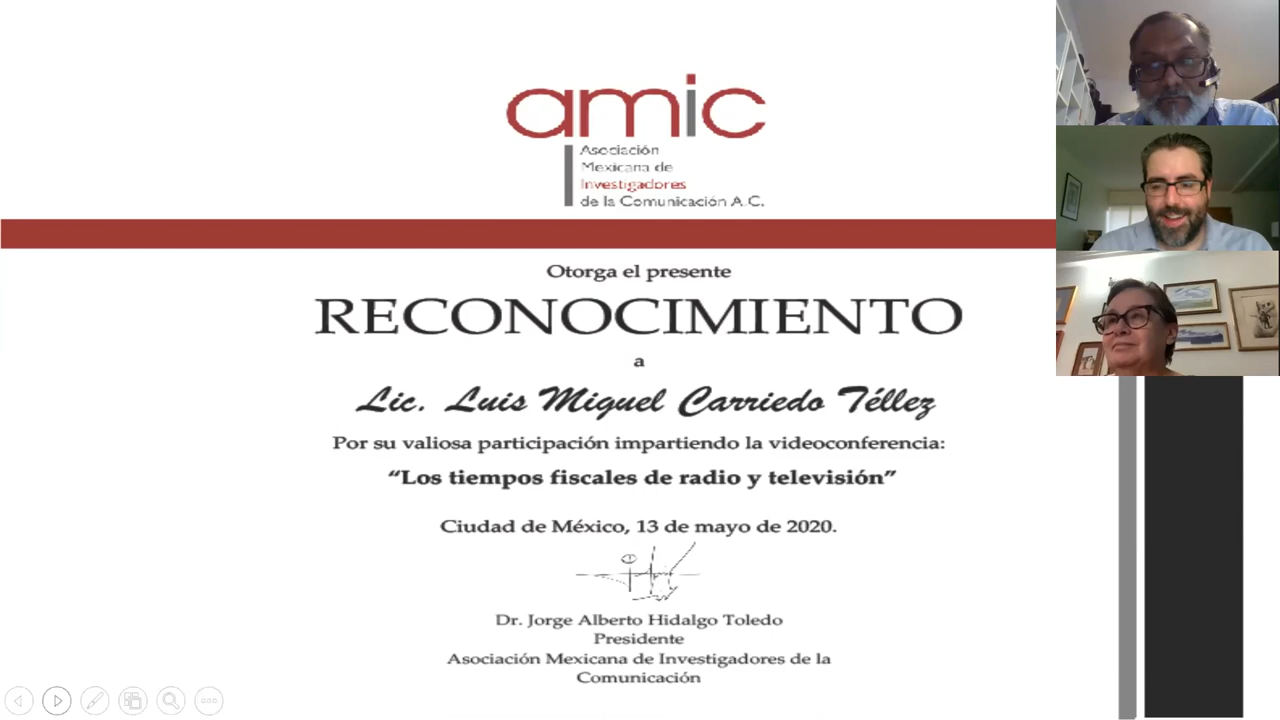 amic
Asociación
Mexicana de
Investigadores
de la Comunicación A.C.
Otorga el presente
RECONOCIMIENTO
a
Lic. Luis Miguel Carriedo Téllez
Por su valiosa participación impartiendo la videoconferencia:
“Los tiempos fiscales de radio y televisión”
Ciudad de México, 13 de mayo de 2020.
Dr. Jorge Alberto Hidalgo Toledo
Presidente
Asociación Mexicana de Investigadores de la
Comunicación